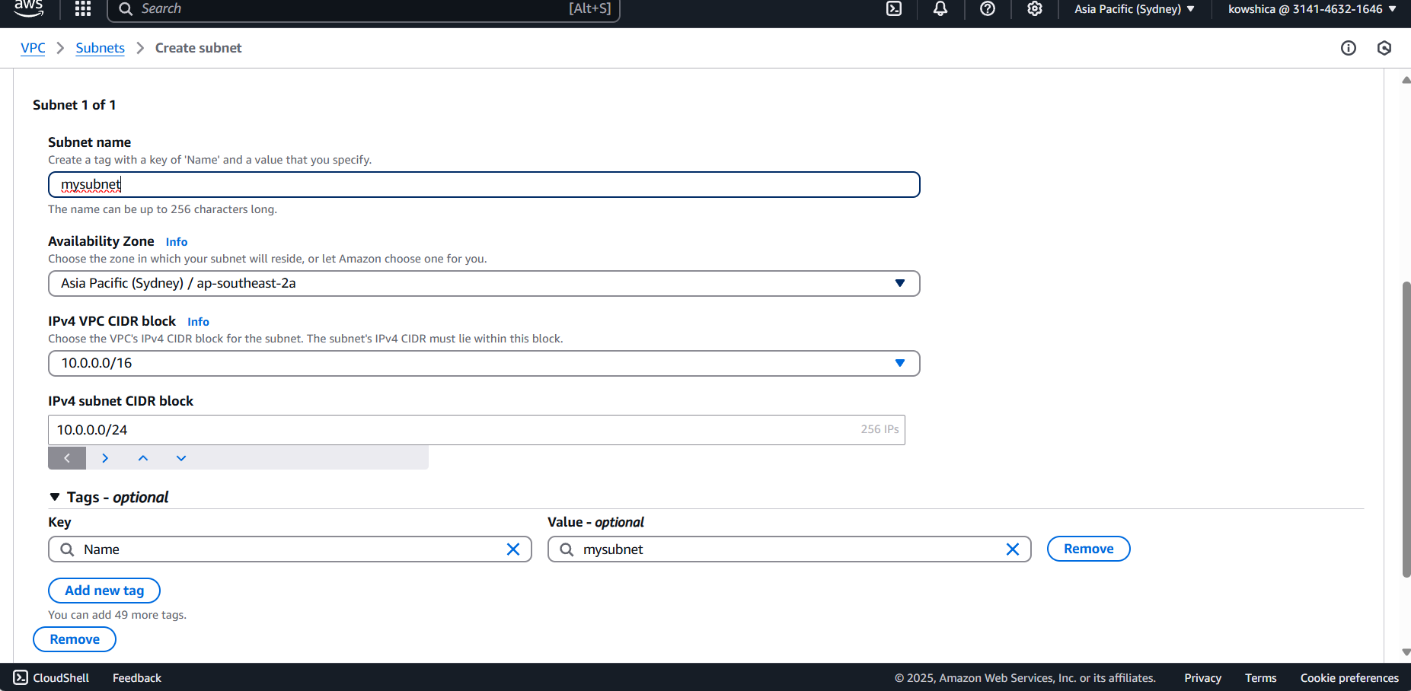 aws Search [Alt+S] Asia Pacific (Sydney) kowshica @ 3141-4632-1646
VPC Subnets Create subnet
Subnet 1 of 1
Subnet name
Create a tag with a key of 'Name' and a value that you specify.
mysubnet
The name can be up to 256 characters long.
Availability Zone Info
Choose the zone in which your subnet will reside, or let Amazon choose one for you.
Asia Pacific (Sydney) / ap-southeast-2a
IPv4 VPC CIDR block Info
Choose the VPC's IPv4 CIDR block for the subnet. The subnet's IPv4 CIDR must lie within this block.
10.0.0.0/16
IPv4 subnet CIDR block
10.0.0.0/24 256 IPs
Tags - optional
Key Value - optional
Name mysubnet Remove
Add new tag
You can add 49 more tags.
Remove
CloudShell Feedback © 2025, Amazon Web Services, Inc. or its affiliates. Privacy Terms Cookie preferences